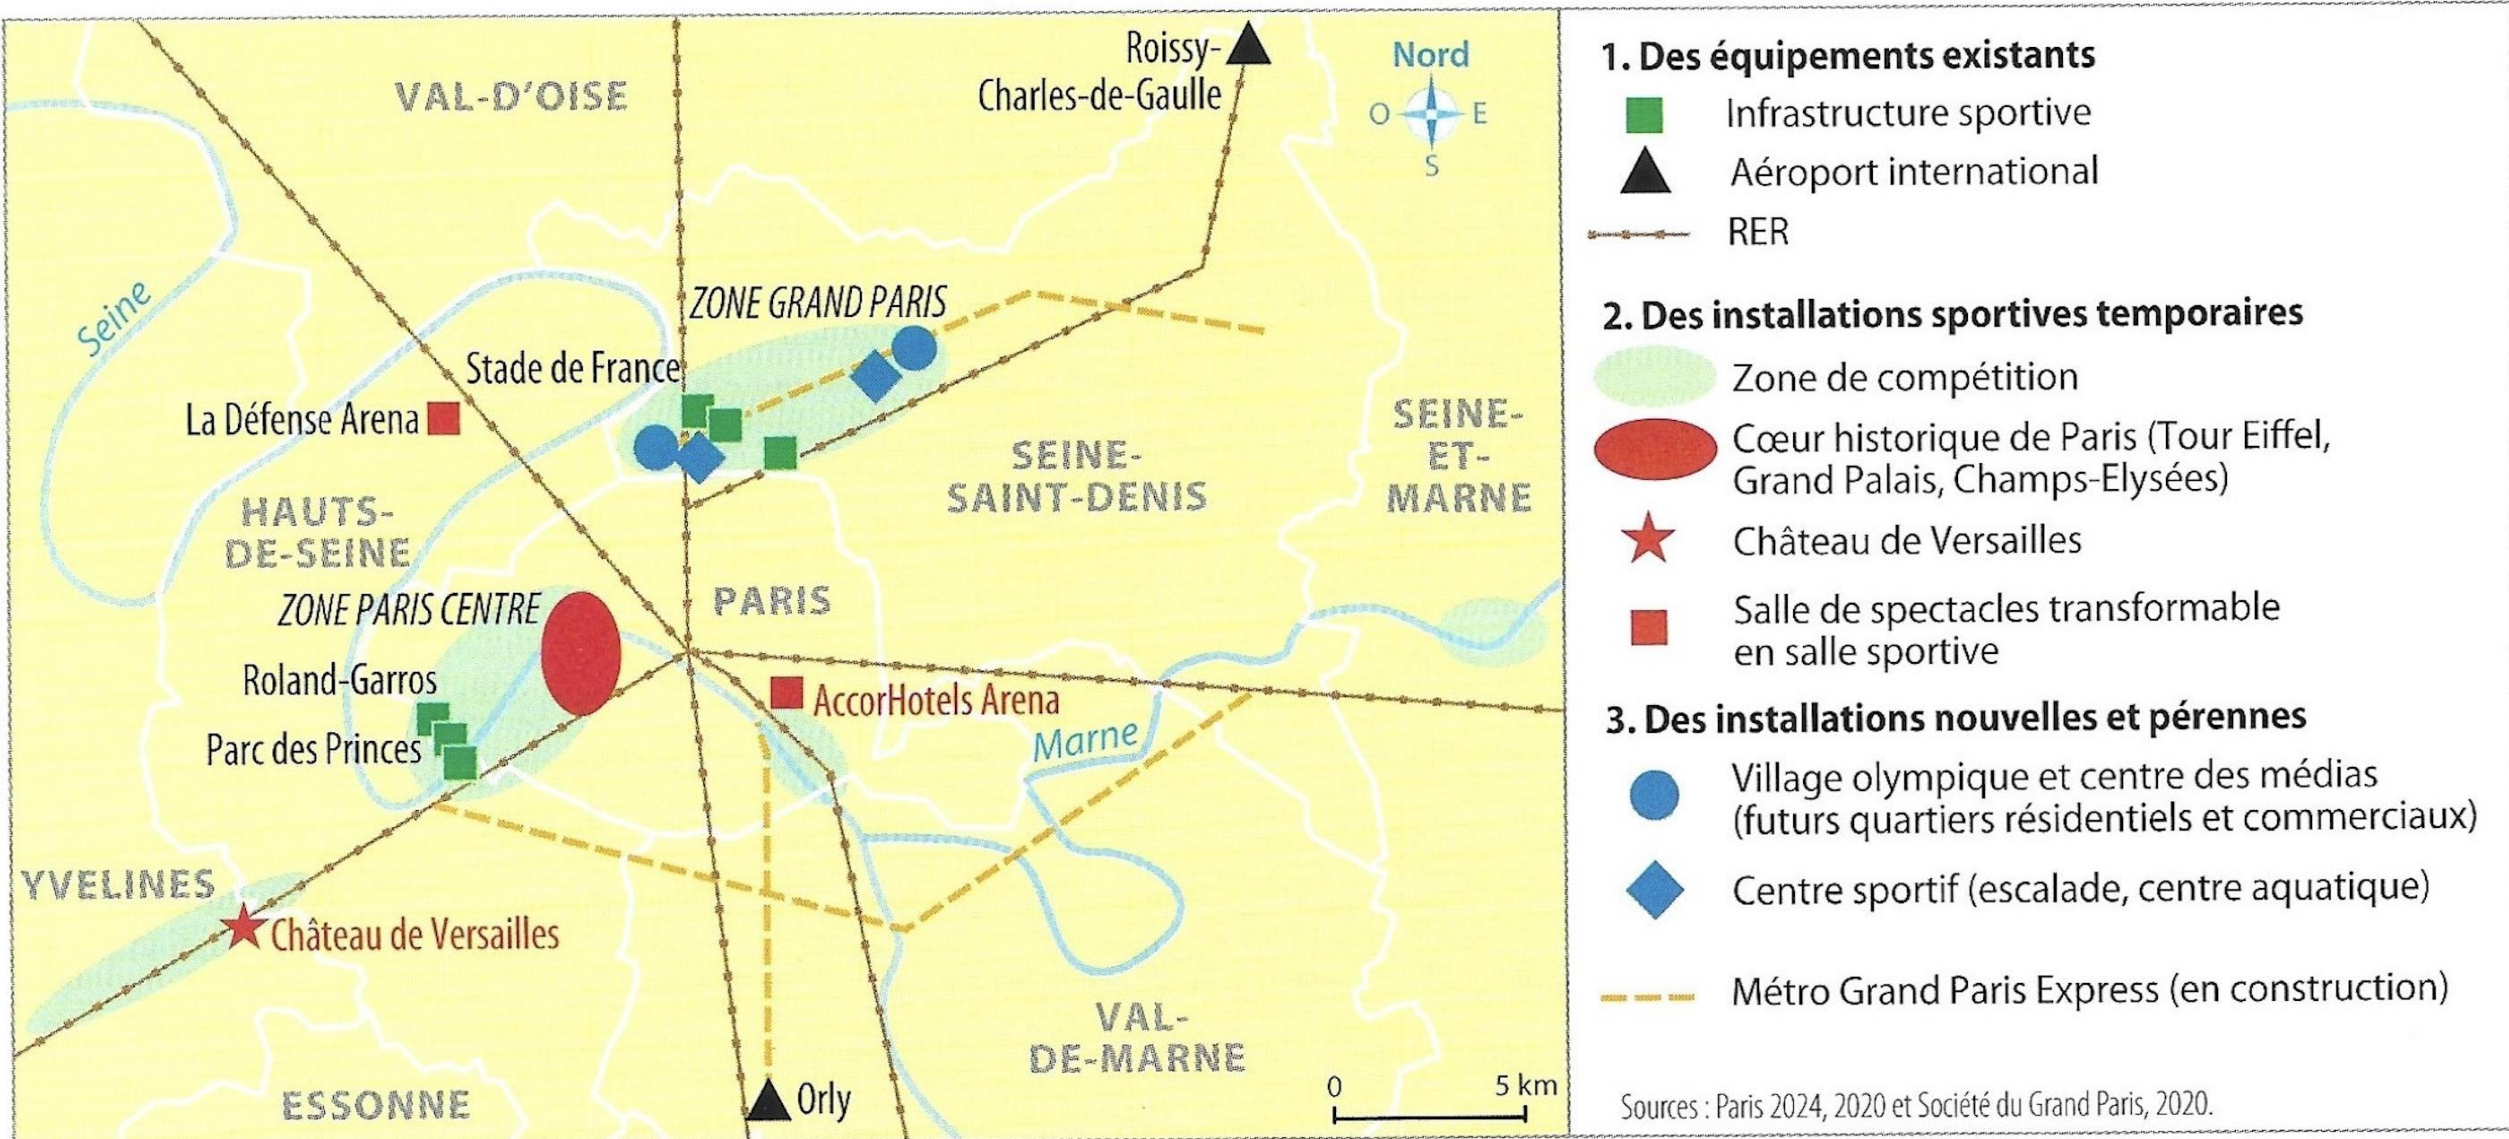 Roissy-
Charles-de-Gaulle
Nord
O
E
S
VAL-D'OISE
Seine
ZONE GRAND PARIS
Stade de France
La Défense Arena
SEINE-
SAINT-DENIS
SEINE-
ET-
MARNE
HAUTS-
DE-SEINE
PARIS
ZONE PARIS CENTRE
Roland-Garros
Parc des Princes
AccorHotels Arena
Marne
YVELINES
Château de Versailles
VAL-
DE-MARNE
ESSONNE
Orly
0
5 km
1. Des équipements existants
Infrastructure sportive
Aéroport international
RER
2. Des installations sportives temporaires
Zone de compétition
Cœur historique de Paris (Tour Eiffel,
Grand Palais, Champs-Elysées)
Château de Versailles
Salle de spectacles transformable
en salle sportive
3. Des installations nouvelles et pérennes
Village olympique et centre des médias
(futurs quartiers résidentiels et commerciaux)
Centre sportif (escalade, centre aquatique)
Métro Grand Paris Express (en construction)
Sources : Paris 2024, 2020 et Société du Grand Paris, 2020.